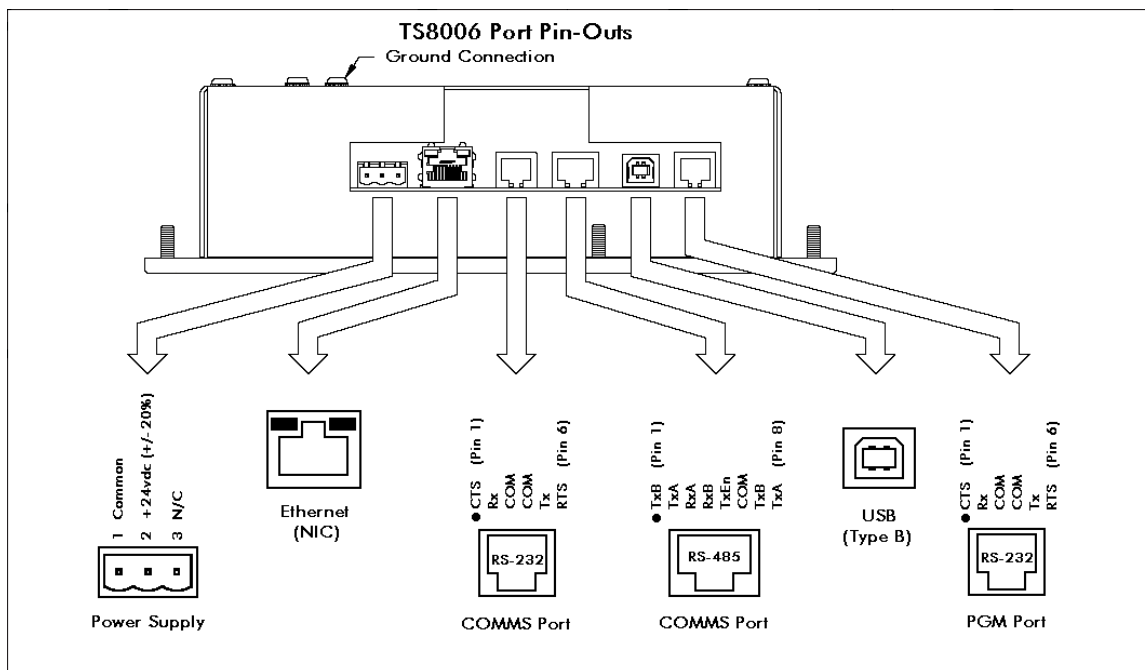 TS8006 Port Pin-Outs
Ground Connection
1 Common
2 +24vdc (+/-20%)
3 N/C
Power Supply
Ethernet
(NIC)
CTS (Pin 1)
Rx
COM
COM
Tx
RTS (Pin 6)
RS-232
COMMS Port
TxB (Pin 1)
TxA
RxA
RxB
TxEn
COM
TxB
TxA (Pin 8)
RS-485
COMMS Port
USB
(Type B)
CTS (Pin 1)
Rx
COM
COM
Tx
RTS (Pin 6)
RS-232
PGM Port